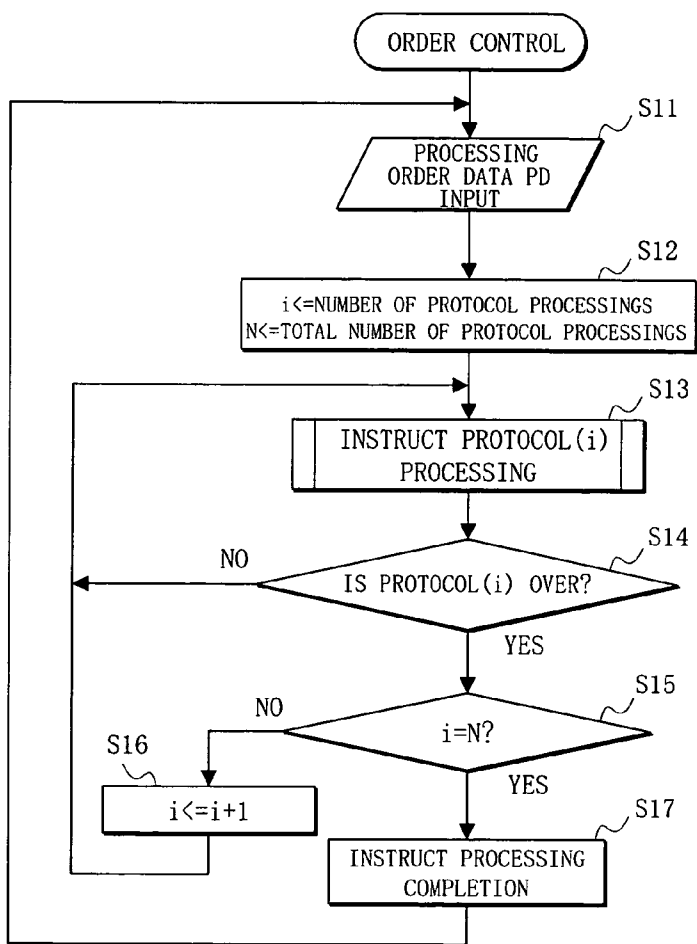 ORDER CONTROL
S11
PROCESSING
ORDER DATA PD
INPUT
S12
i<=NUMBER OF PROTOCOL PROCESSINGS
N<=TOTAL NUMBER OF PROTOCOL PROCESSINGS
S13
INSTRUCT PROTOCOL(i)
PROCESSING
S14
NO
IS PROTOCOL(i) OVER?
YES
S15
NO
i=N?
S16
YES
i<=i+1
S17
INSTRUCT PROCESSING
COMPLETION